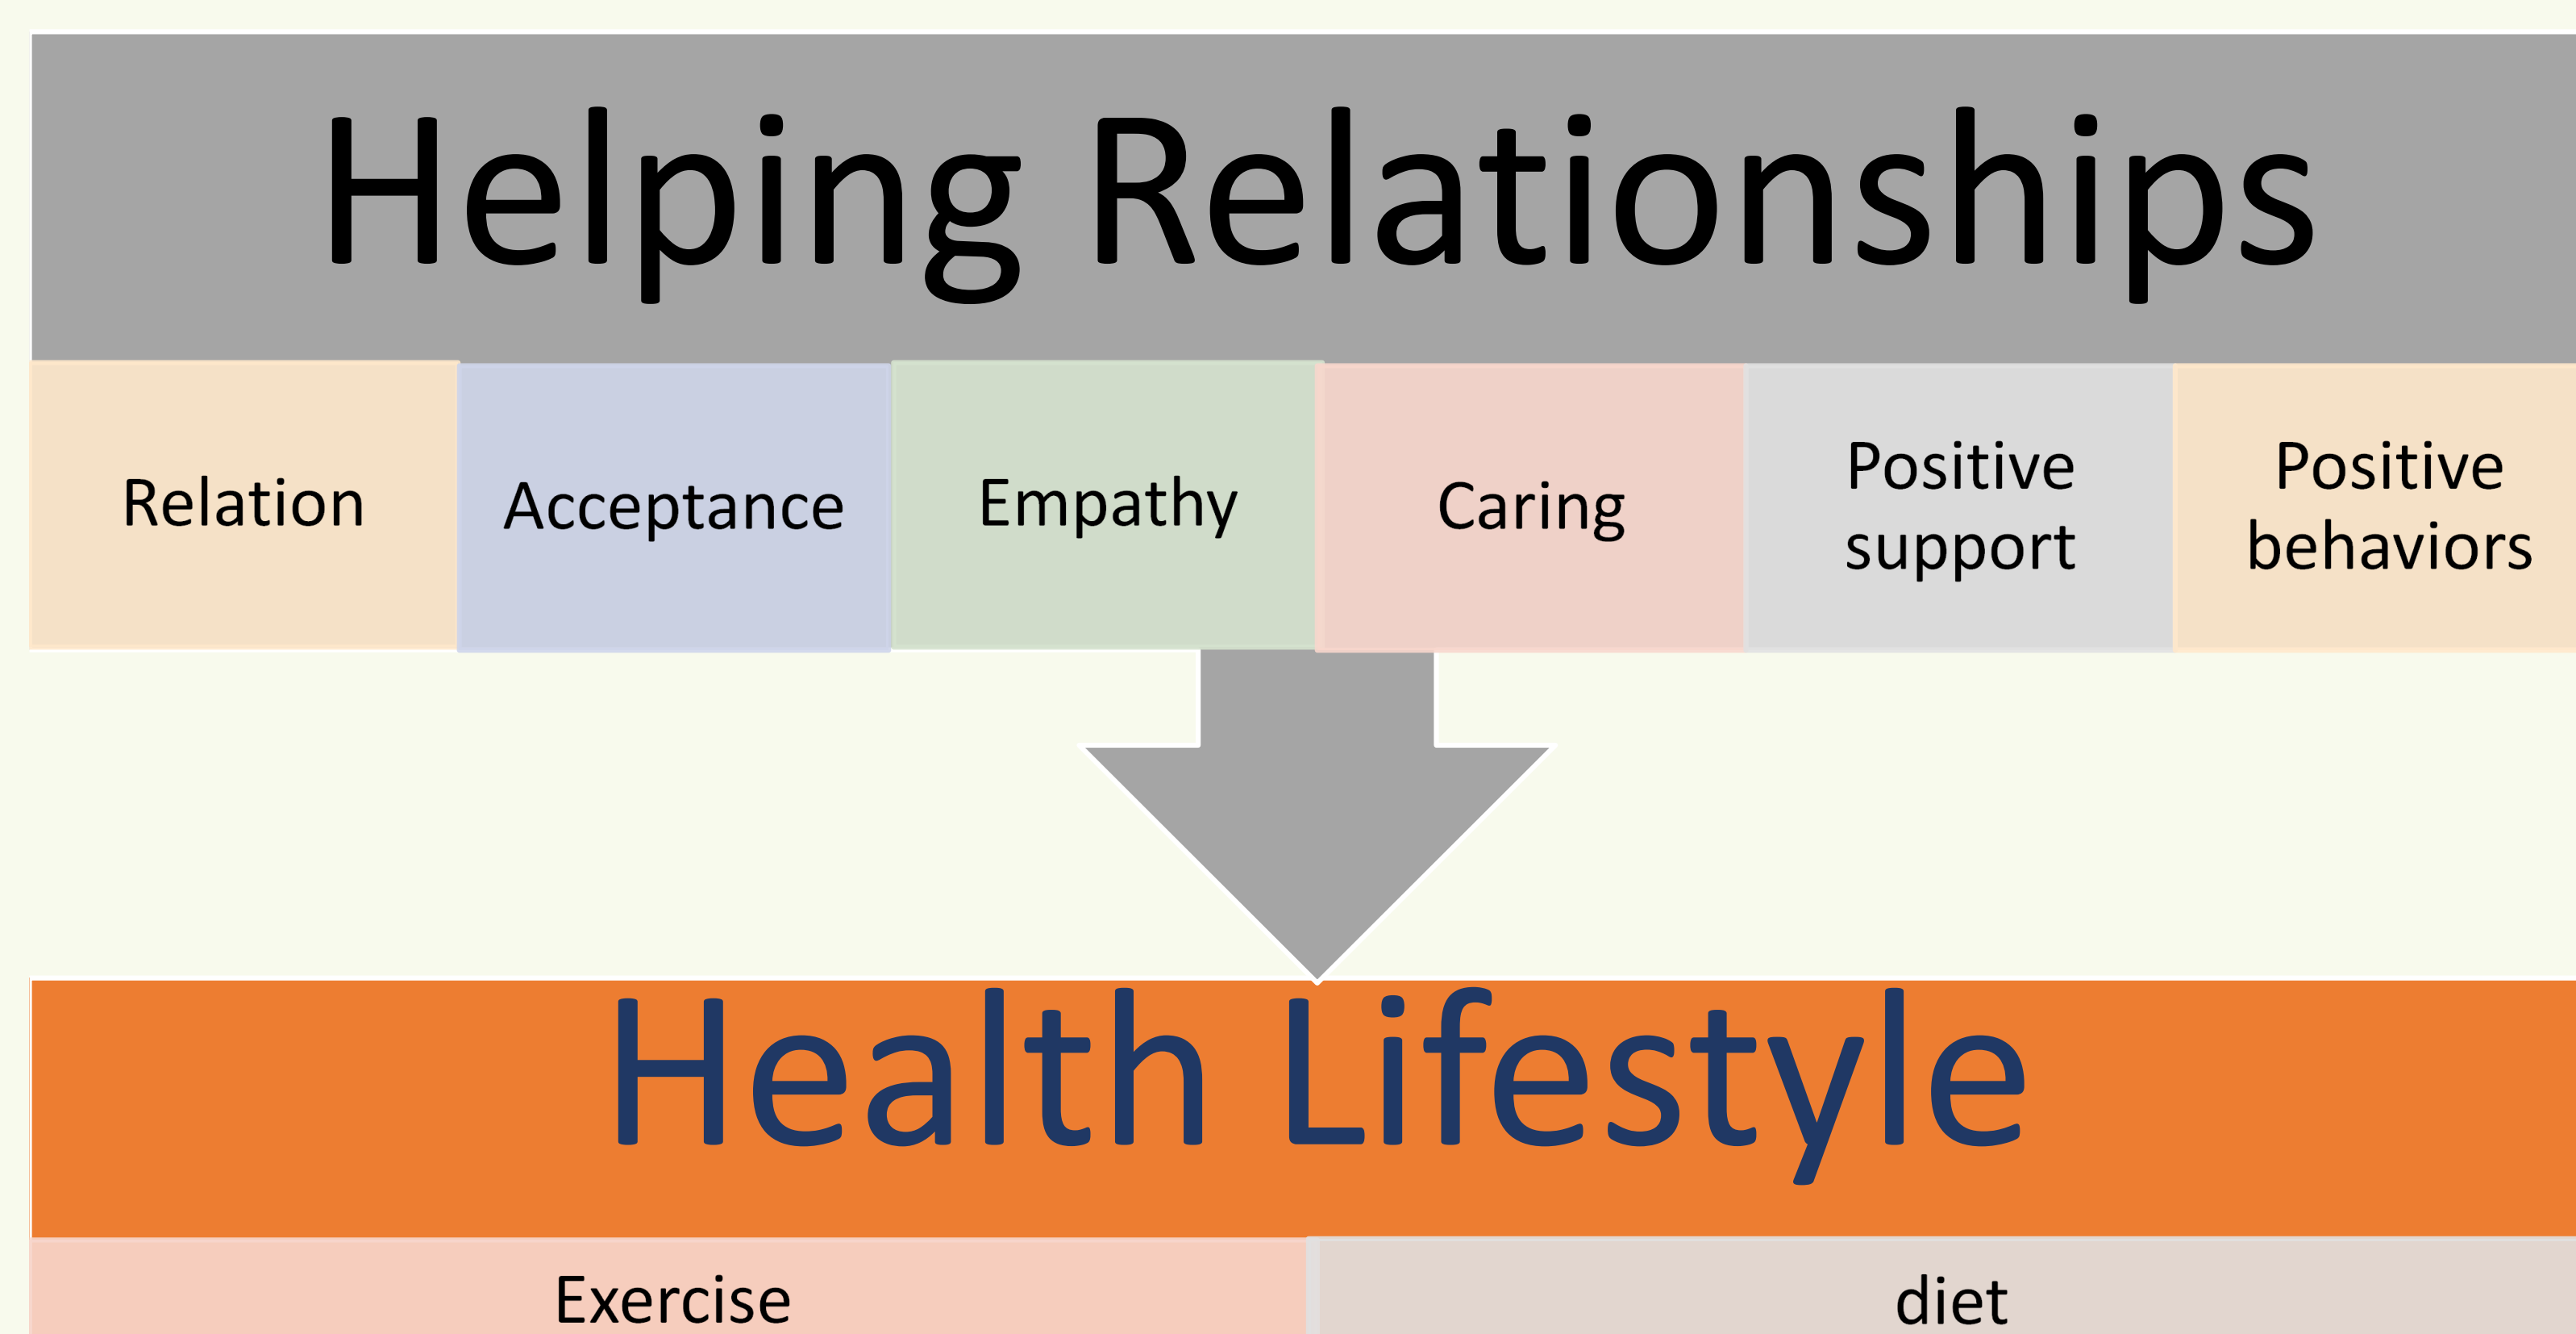 Helping Relationships
Relation
Acceptance
Empathy
Caring
Positive
support
Positive
behaviors
Health Lifestyle
Exercise
diet